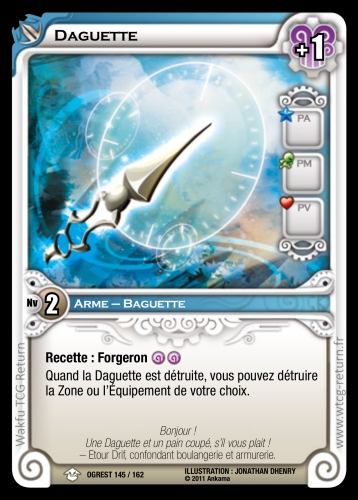 DAGUETTE
+1
PA
PM
PV
Nv 2 ARME – BAGUETTE
Recette : Forgeron
Quand la Daguette est détruite, vous pouvez détruire
la Zone ou l'Équipement de votre choix.
Bonjour !
Une Daguette et un pain coupé, s'il vous plait !
– Etour Drif, confondant boulangerie et armurerie.
OGREST 145 / 162
ILLUSTRATION : JONATHAN DHENRY
© 2011 Ankama
Wakfu TCG Return
www.wtcg-return.fr